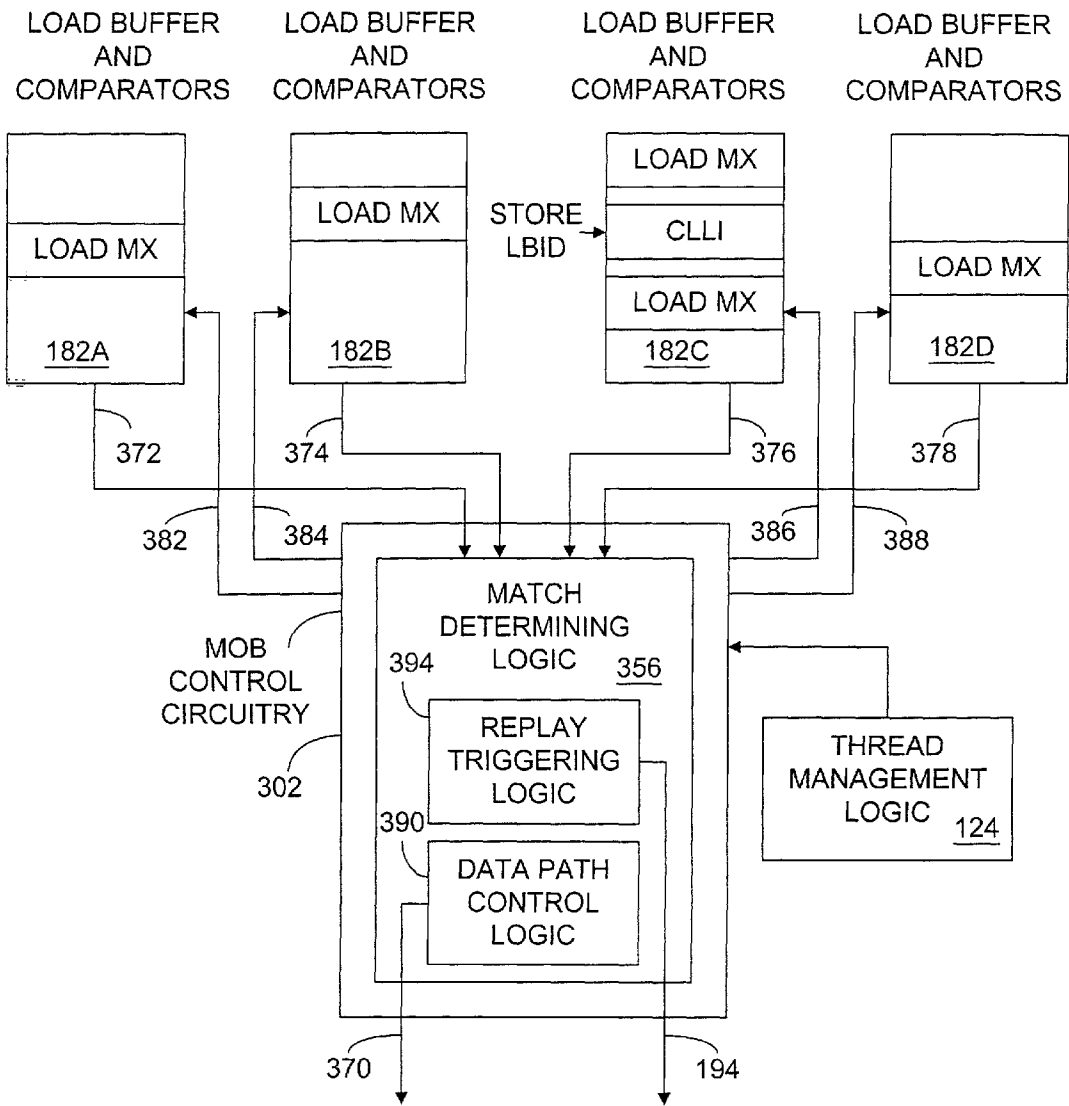 LOAD BUFFER
AND
COMPARATORS
LOAD BUFFER
AND
COMPARATORS
LOAD BUFFER
AND
COMPARATORS
LOAD BUFFER
AND
COMPARATORS
LOAD MX
182A
LOAD MX
182B
STORE
LBID
LOAD MX
CLLI
LOAD MX
182C
LOAD MX
182D
372
374
376
378
382
384
386
388
MATCH
DETERMINING
LOGIC
356
MOB
CONTROL
CIRCUITRY
302
394
REPLAY
TRIGGERING
LOGIC
390
DATA PATH
CONTROL
LOGIC
THREAD
MANAGEMENT
LOGIC
124
370
194